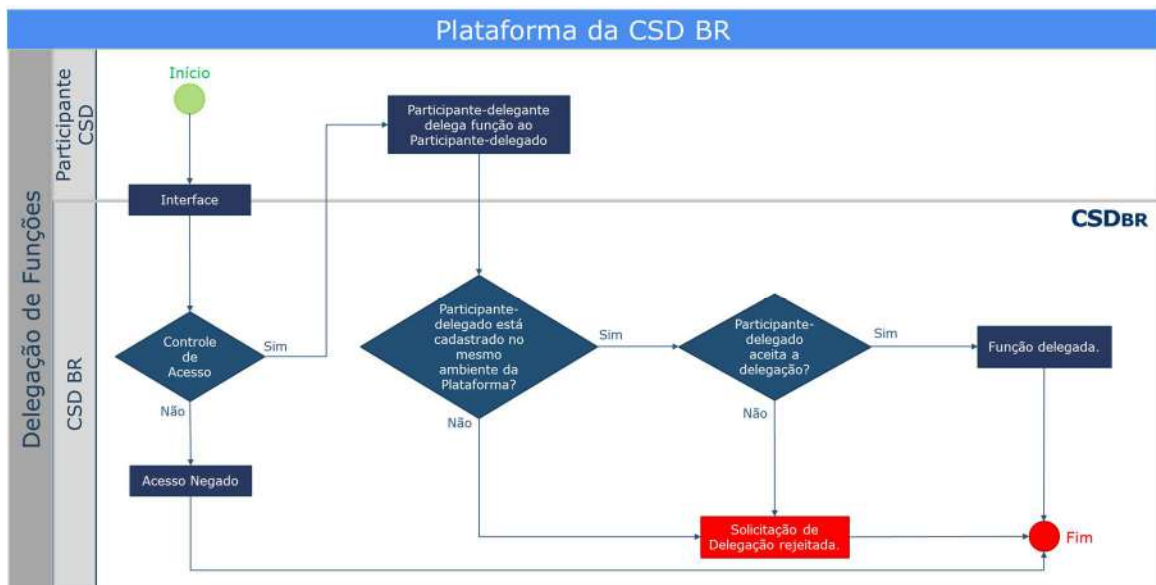 Plataforma da CSD BR
Delegação de Funções
Participante
CSD
Início
Participante-delegante
delega função ao
Participante-delegado
Interface
CSD BR
CSDBR
Controle
de
Acesso
Sim
Não
Participante-
delegado está
cadastrado no
mesmo
ambiente da
Plataforma?
Sim
Não
Participante-
delegado
aceita a
delegação?
Sim
Não
Função delegada.
Acesso Negado
Solicitação de
Delegação rejeitada.
Fim